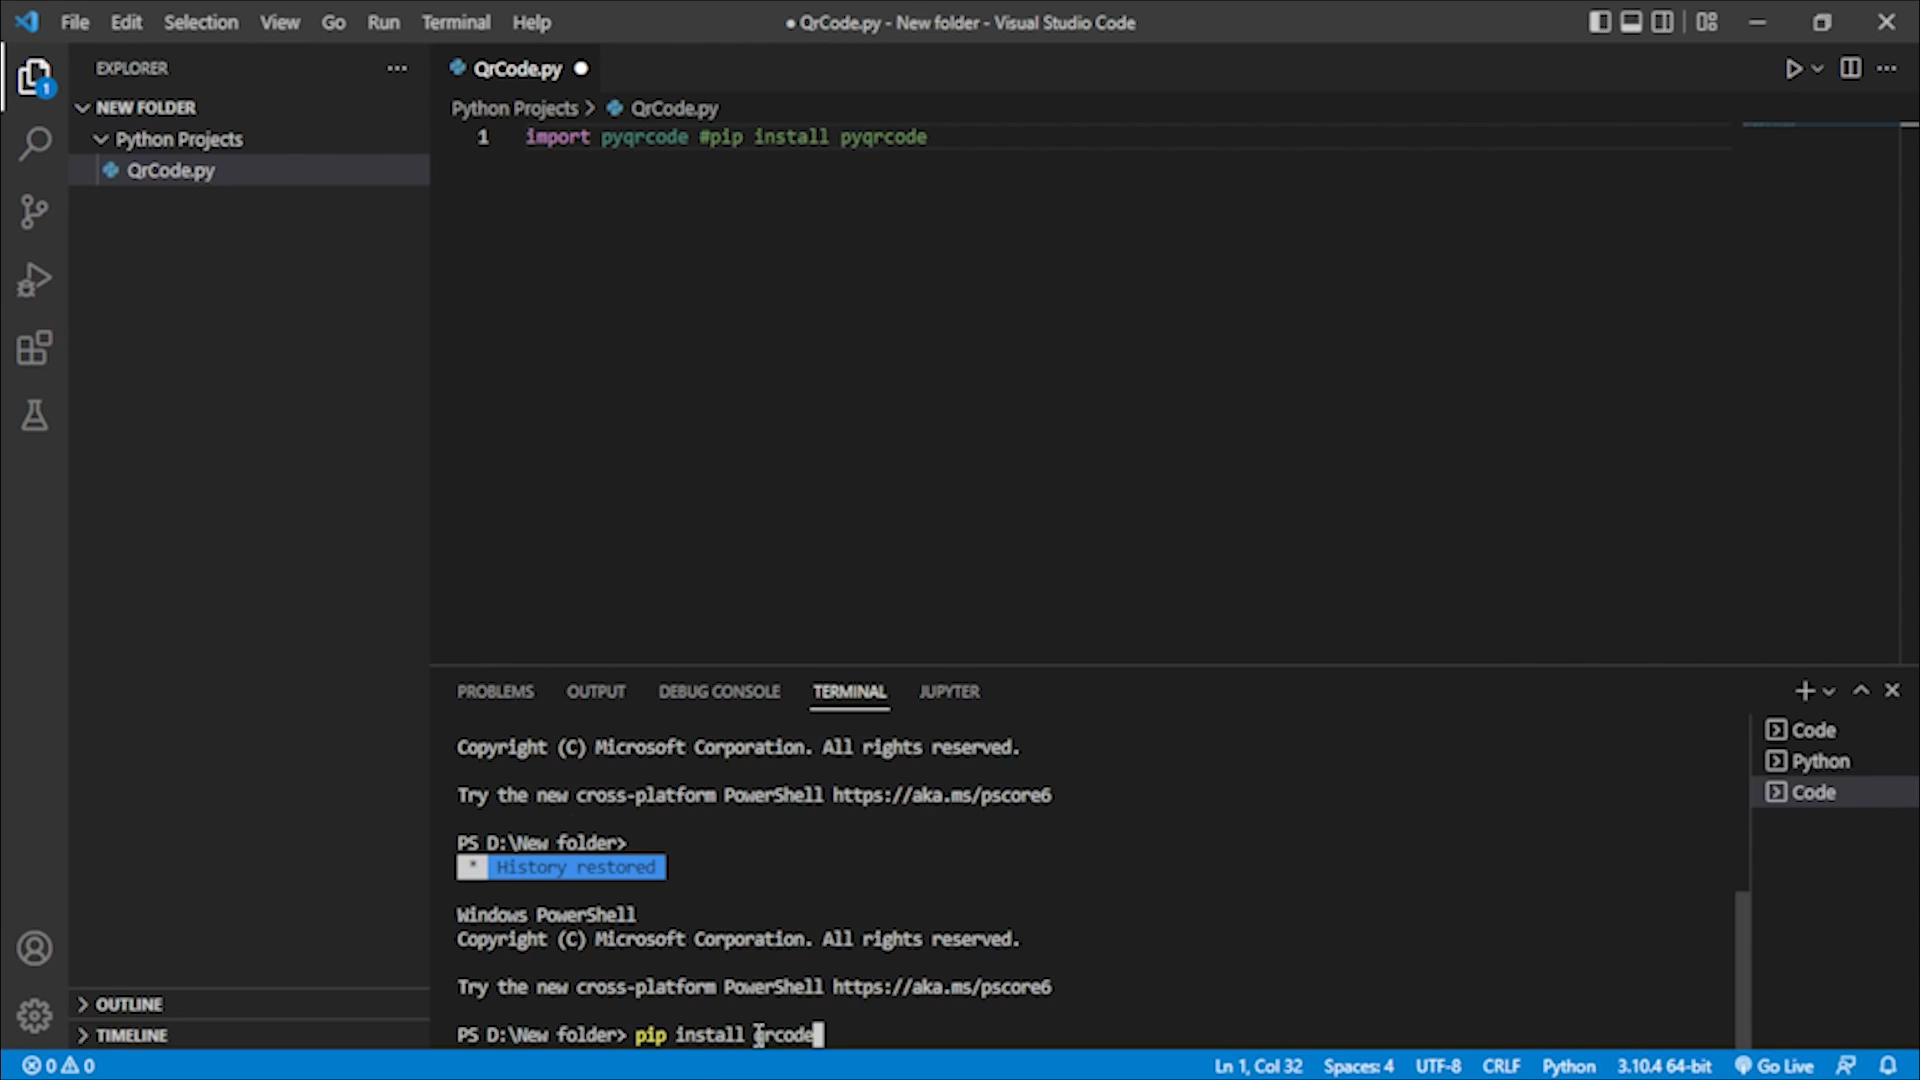 File Edit Selection View Go Run Terminal Help
● QrCode.py - New folder - Visual Studio Code
EXPLORER
1
NEW FOLDER
Python Projects
QrCode.py
QrCode.py
Python Projects > QrCode.py
1 import pyqrcode #pip install pyqrcode
PROBLEMS OUTPUT DEBUG CONSOLE TERMINAL JUPYTER
Copyright (C) Microsoft Corporation. All rights reserved.
Try the new cross-platform PowerShell https://aka.ms/pscore6
PS D:\New folder>
* History restored
Windows PowerShell
Copyright (C) Microsoft Corporation. All rights reserved.
Try the new cross-platform PowerShell https://aka.ms/pscore6
PS D:\New folder> pip install qrcode
Code
Python
Code
OUTLINE
TIMELINE
0 0
Ln 1, Col 32 Spaces: 4 UTF-8 CRLF Python 3.10.4 64-bit Go Live